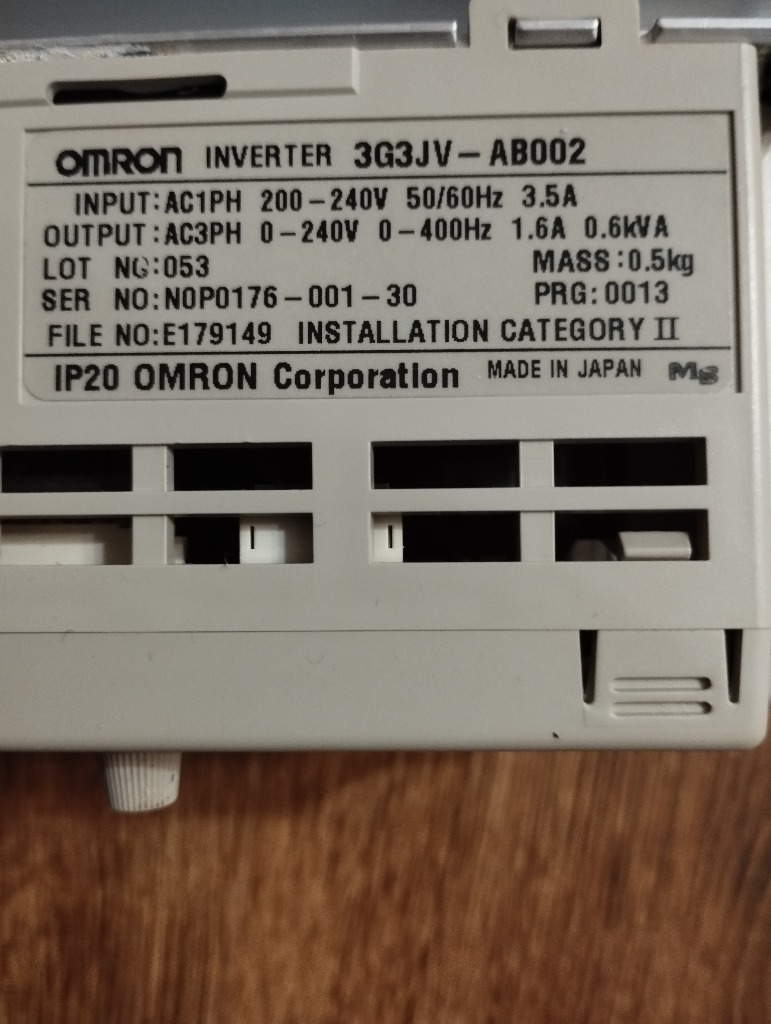 OMRON INVERTER 3G3JV-AB002
INPUT:AC1PH 200-240V 50/60Hz 3.5A
OUTPUT:AC3PH 0-240V 0-400Hz 1.6A 0.6kVA
LOT NO:053 MASS:0.5kg
SER NO:N0P0176-001-30 PRG:0013
FILE NO:E179149 INSTALLATION CATEGORY II
IP20 OMRON Corporation MADE IN JAPAN